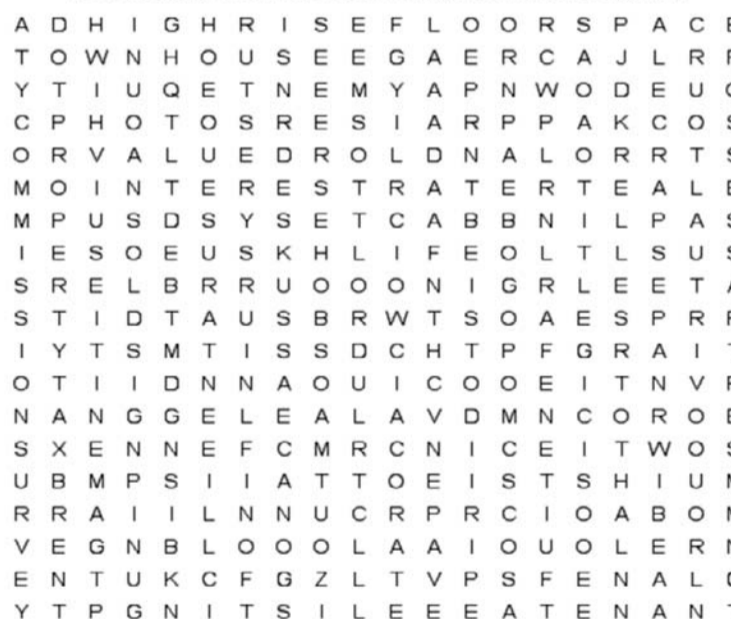 A D H I G H R I S E F L O O R S P A C
T O W N H O U S E E G A E R C A J L R
Y T I U Q E T N E M Y A P N W O D E U
C P H O T O S R E S I A R P P A K C O
O R V A L U E D R O L D N A L O R R T
M O I N T E R E S T R A T E R T E A L
M P U S D S Y S E T C A B B N I L P A
I E S O E U S K H L I F E O L T L S U
S R E L B R R U O O O N I G R L E E T
S T I D T A U S B R W T S O A E S P R
I Y T S M T I S S D C H T P F G R A I
O T I I D N N A O U I C O O E I T N V
N A N G G E L E A L A V D M N C O R O
S X E N N E F C M R C N I C E I T W O
U B M P S I I A T T O E I S T S H I U
R R A I I L N N U C R P R C I O A B O
V E G N B L O O O L A A I O U O L E R
E N T U K C F G Z L T V P S F E N A L
Y T P G N I T S I L E E E A T E N A N